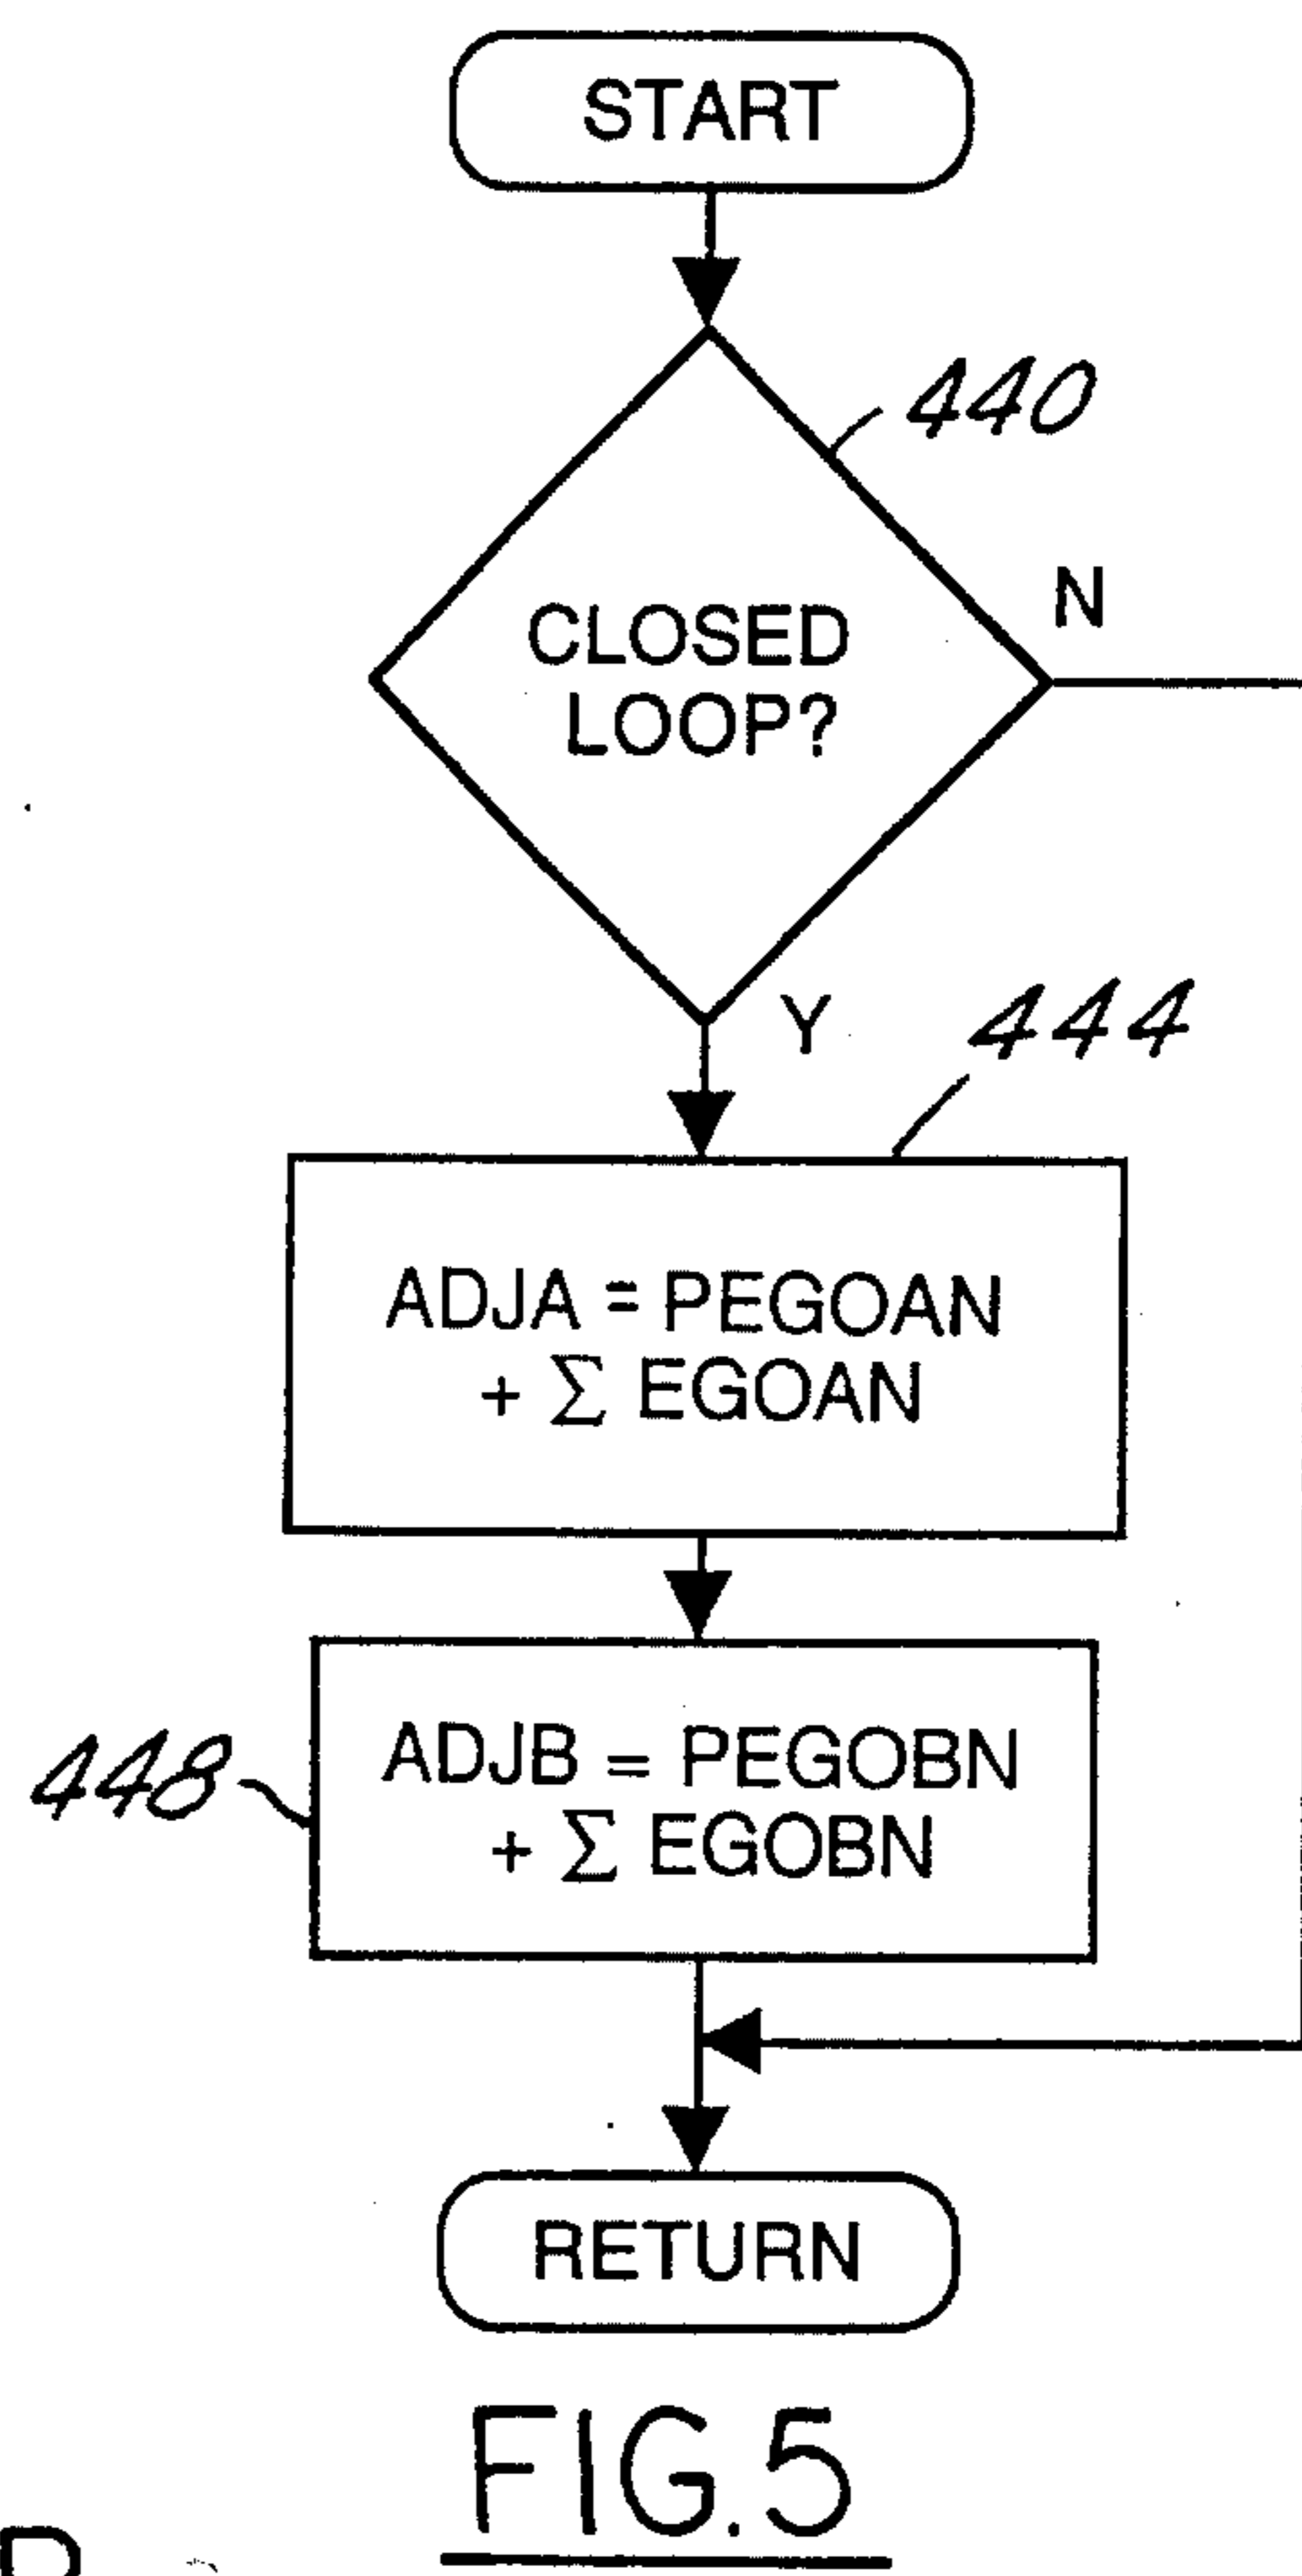 START
440
CLOSED
LOOP?
N
Y
444
ADJA = PEGOAN
+ ∑ EGOAN
448
ADJB = PEGOBN
+ ∑ EGOBN
RETURN
FIG.5